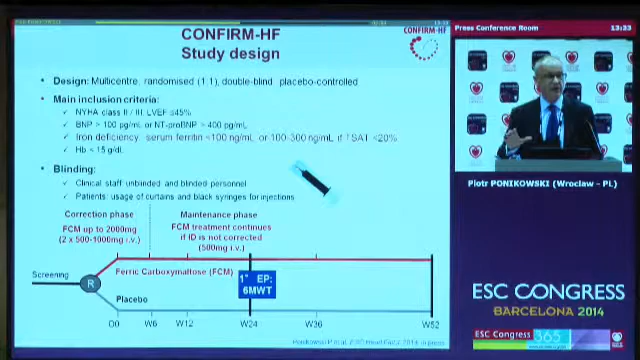 CONFIRM-HF
Study design
CONFIRM-HF
Design: Multicentre, randomised (1:1), double-blind placebo-controlled
Main inclusion criteria:
NYHA class II / III, LVEF ≤45%
BNP > 100 pg/mL or NT-proBNP > 400 pg/mL
Iron deficiency: serum ferritin <100 ng/mL or 100-300 ng/mL if TSAT <20%
Hb < 15 g/dL
Blinding:
Clinical staff: unblinded and blinded personnel
Patients: usage of curtains and black syringes for injections
Correction phase
FCM up to 2000mg
(2 x 500-1000mg i.v.)
Maintenance phase
FCM treatment continues
if ID is not corrected
(500mg i.v.)
Screening
R
Ferric Carboxymaltose (FCM)
Placebo
1° EP:
6MWT
D0
W6
W12
W24
W36
W52
Press Conference Room
13:33
Piotr PONIKOWSKI (Wroclaw - PL)
ESC CONGRESS
BARCELONA 2014
ESC Congress
365